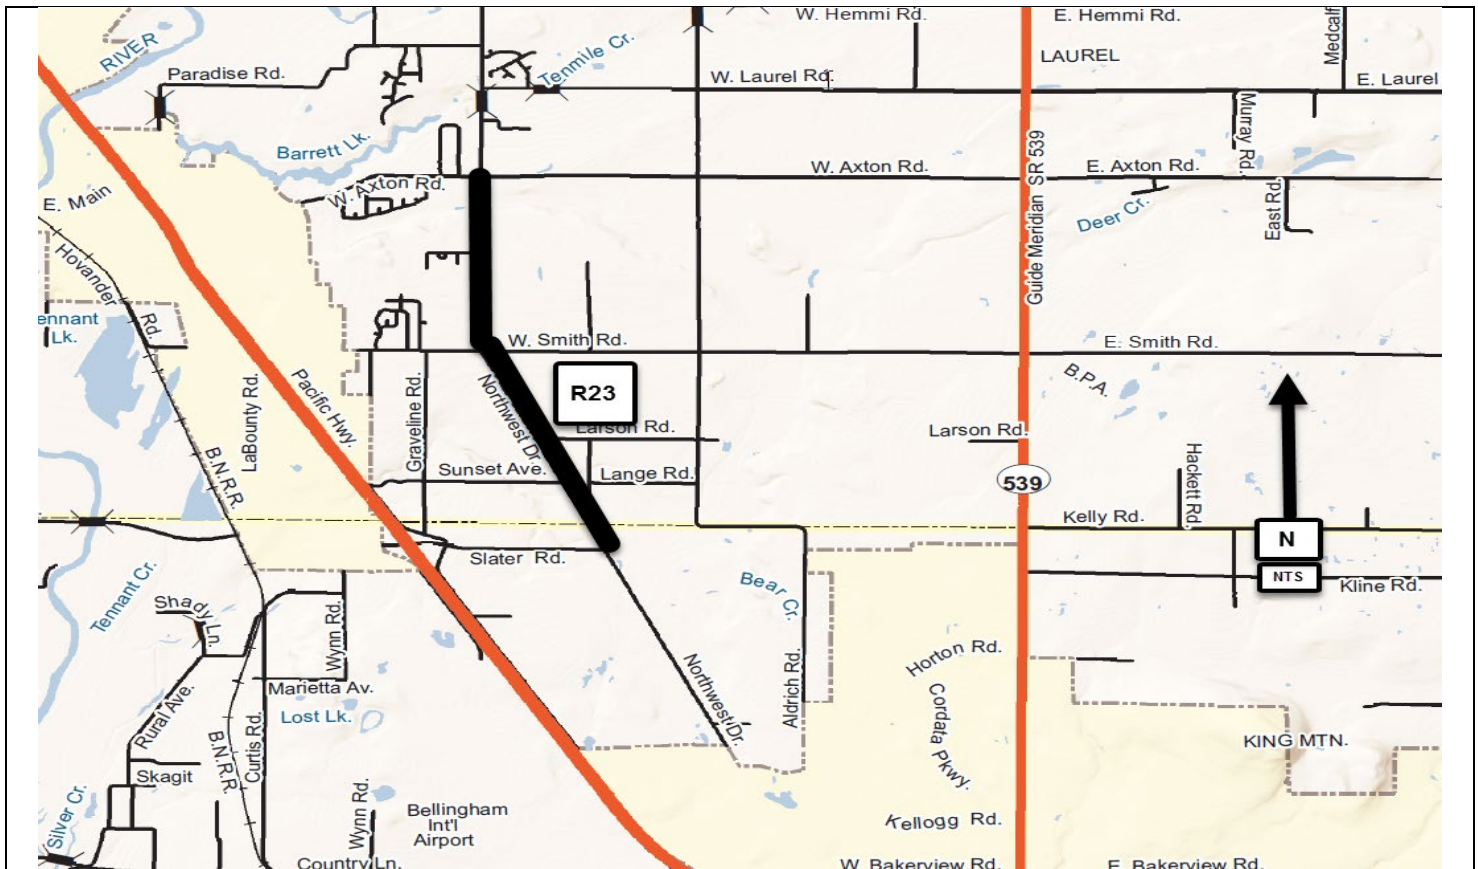 W. Hemmi Rd.
E. Hemmi Rd.
Medcalf
RIVER
Tenmile Cr.
LAUREL
Paradise Rd.
W. Laurel Rd.
E. Laurel
Murray Rd.
Barrett Lk.
W. Axton Rd.
E. Axton Rd.
W. Axton Rd.
E. Main
Deer Cr.
East Rd.
Guide Meridian SR 539
Hovander
Rd.
ennant
Lk.
W. Smith Rd.
E. Smith Rd.
B.P.A.
LaBounty Rd.
Pacific Hwy.
Graveline Rd.
Northwest Dr.
R23
Larson Rd.
Larson Rd.
B.N.R.R.
Sunset Ave.
Lange Rd.
539
Hackett Rd.
Kelly Rd.
N
NTS
Kline Rd.
Slater Rd.
Tennant Cr.
Shady Ln.
Wynn Rd.
Bear Cr.
Horton Rd.
Marietta Av.
Lost Lk.
Northwest Dr.
Aldrich Rd.
Cordata Pkwy.
Rural Ave.
B.N.R.R.
Curtis Rd.
KING MTN.
Skagit
Silver Cr.
Wynn Rd.
Bellingham
Int'l
Airport
Kellogg Rd.
Country Ln.
W. Bakerview Rd.
E. Bakerview Rd.